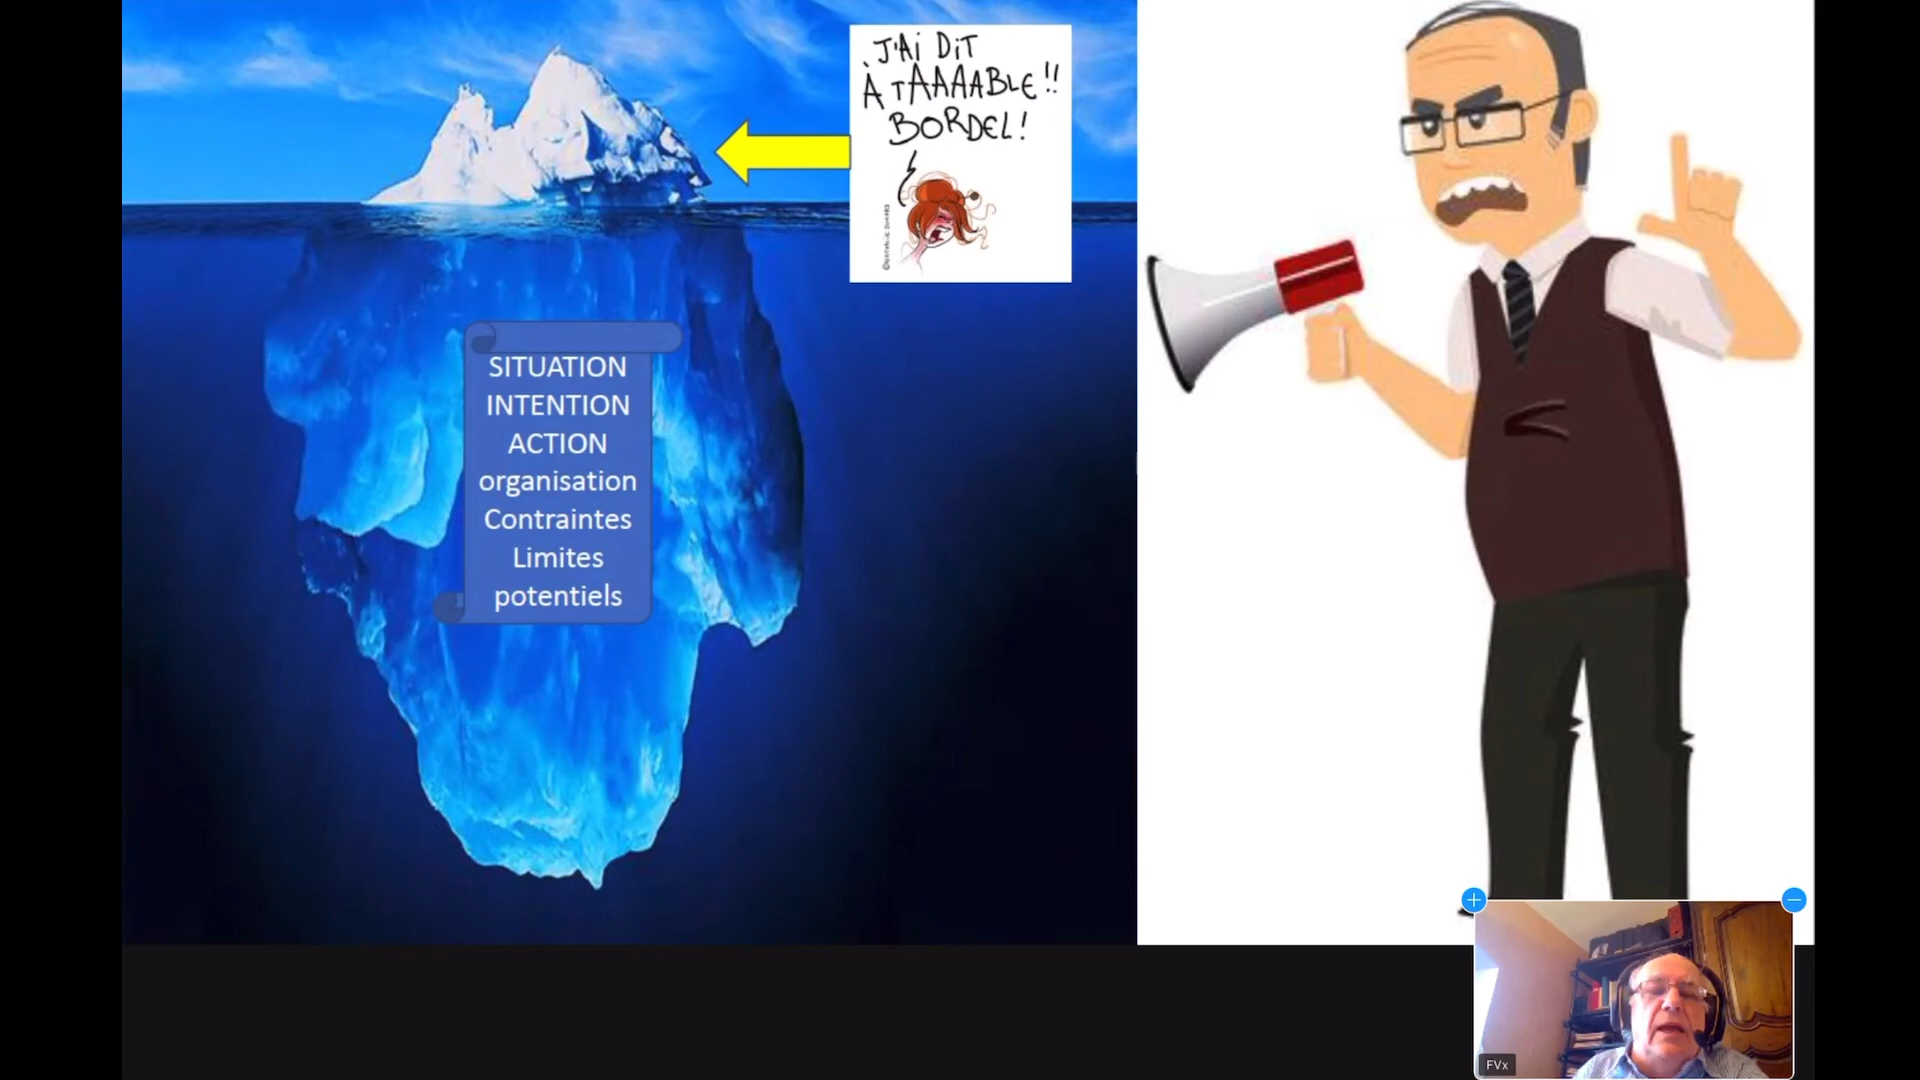 J'Ai DiT
À TAAAABLE !!
BORDEL !
SITUATION
INTENTION
ACTION
organisation
Contraintes
Limites
potentiels
FVx